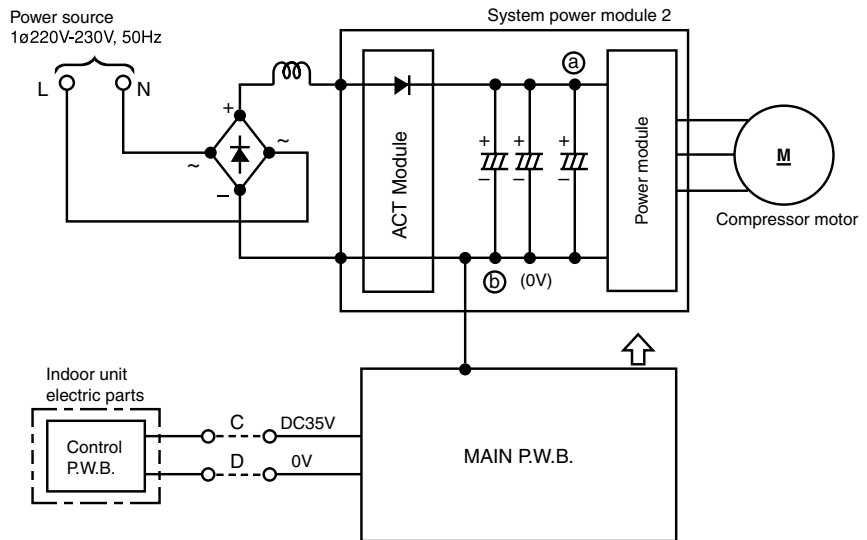 System power module 2
Power source
1ø220V-230V, 50Hz
L
N
+
~
~
–
ACT Module
+
–
+
–
ⓐ
+
–
ⓑ
(0V)
Power module
M
Compressor motor
Indoor unit
electric parts
Control
P.W.B.
C
DC35V
D
0V
MAIN P.W.B.